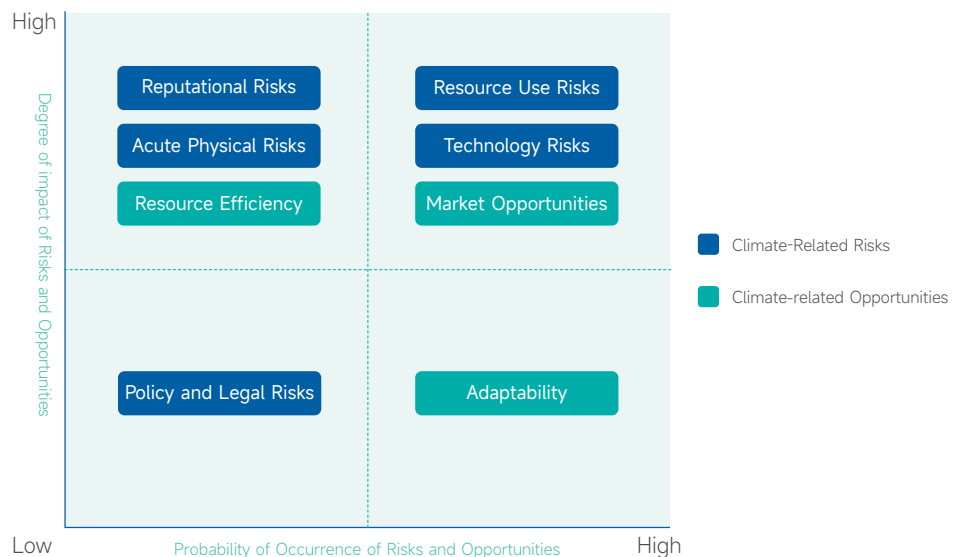 High
Degree of impact of Risks and Opportunities
Reputational Risks
Resource Use Risks
Acute Physical Risks
Technology Risks
Resource Efficiency
Market Opportunities
Climate-Related Risks
Climate-related Opportunities
Policy and Legal Risks
Adaptability
Low
Probability of Occurrence of Risks and Opportunities
High